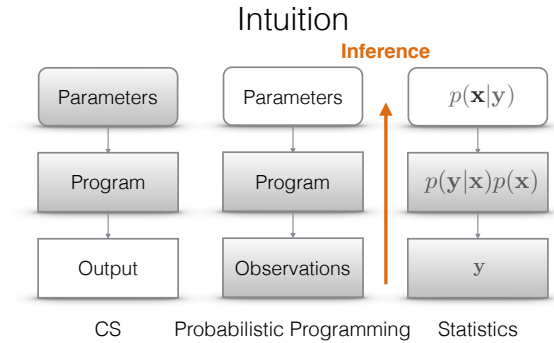 Intuition
Inference
Parameters
Parameters
p(𝐱|𝐲)
Program
Program
p(𝐲|𝐱)p(𝐱)
Output
Observations
𝐲
CS
Probabilistic Programming
Statistics